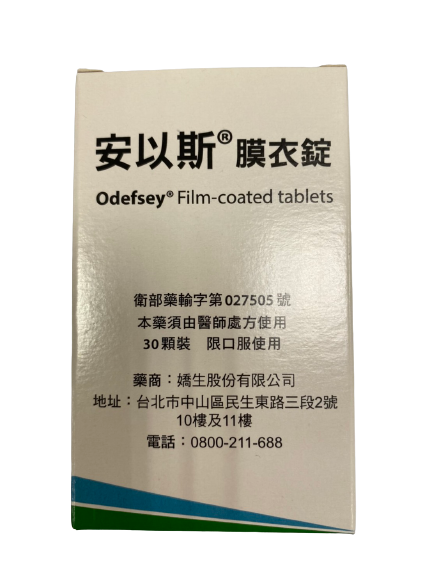 安以斯®膜衣錠
Odefsey® Film-coated tablets
衛部藥輸字第027505號
本藥須由醫師處方使用
30顆裝 限口服使用
藥商：嬌生股份有限公司
地址：台北市中山區民生東路三段2號
10樓及11樓
電話：0800-211-688